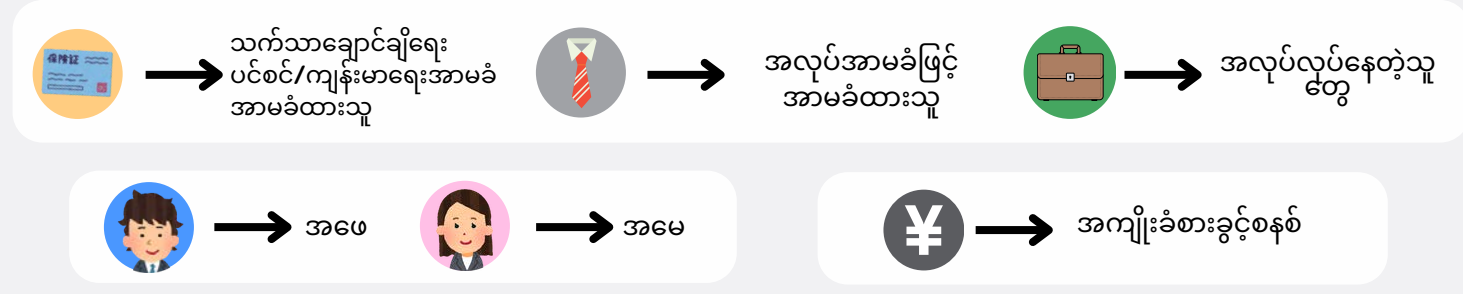 保険証
သက်သာချောင်ချိရေး
ပင်စင်/ကျန်းမာရေးအာမခံ
အာမခံထားသူ
အလုပ်အာမခံဖြင့်
အာမခံထားသူ
အလုပ်လုပ်နေတဲ့သူ
တွေ
အဖေ
အမေ
¥
အကျိုးခံစားခွင့်စနစ်